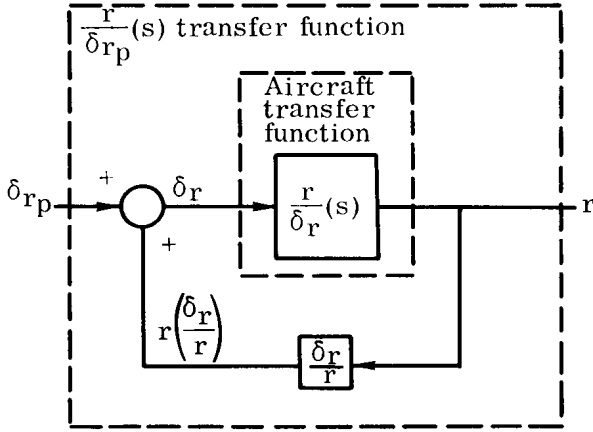 r/δrp(s) transfer function
Aircraft
transfer
function
δrp
+
δr
r/δr(s)
r
+
r(δr/r)
δr/r